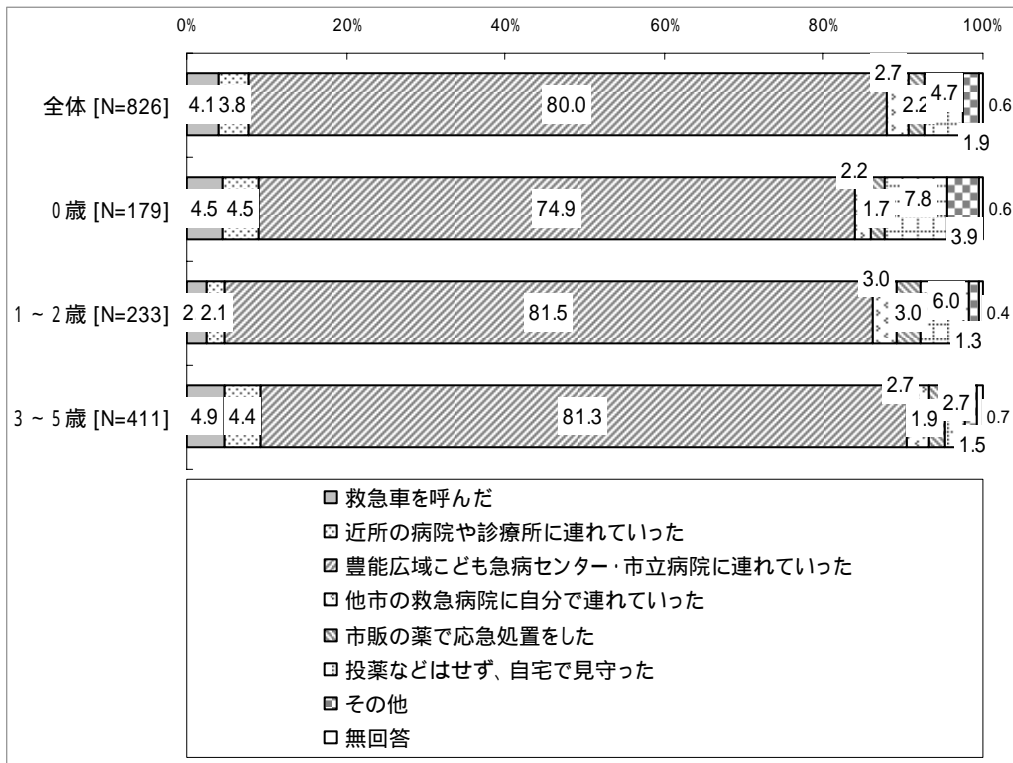 0% 20% 40% 60% 80% 100%
全体 [N=826] 4.1 3.8 80.0 2.7 2.2 4.7 1.9 0.6
0歳 [N=179] 4.5 4.5 74.9 2.2 1.7 7.8 3.9 0.6
1～2歳 [N=233] 2 2.1 81.5 3.0 3.0 6.0 1.3 0.4
3～5歳 [N=411] 4.9 4.4 81.3 2.7 1.9 2.7 1.5 0.7
救急車を呼んだ
近所の病院や診療所に連れていった
豊能広域こども急病センター・市立病院に連れていった
他市の救急病院に自分で連れていった
市販の薬で応急処置をした
投薬などはせず、自宅で見守った
その他
無回答